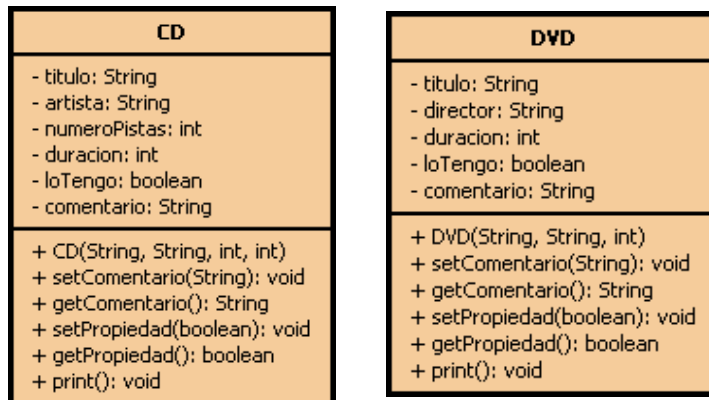 CD
- titulo: String
- artista: String
- numeroPistas: int
- duracion: int
- loTengo: boolean
- comentario: String
+ CD(String, String, int, int)
+ setComentario(String): void
+ getComentario(): String
+ setPropiedad(boolean): void
+ getPropiedad(): boolean
+ print(): void
DVD
- titulo: String
- director: String
- duracion: int
- loTengo: boolean
- comentario: String
+ DVD(String, String, int)
+ setComentario(String): void
+ getComentario(): String
+ setPropiedad(boolean): void
+ getPropiedad(): boolean
+ print(): void